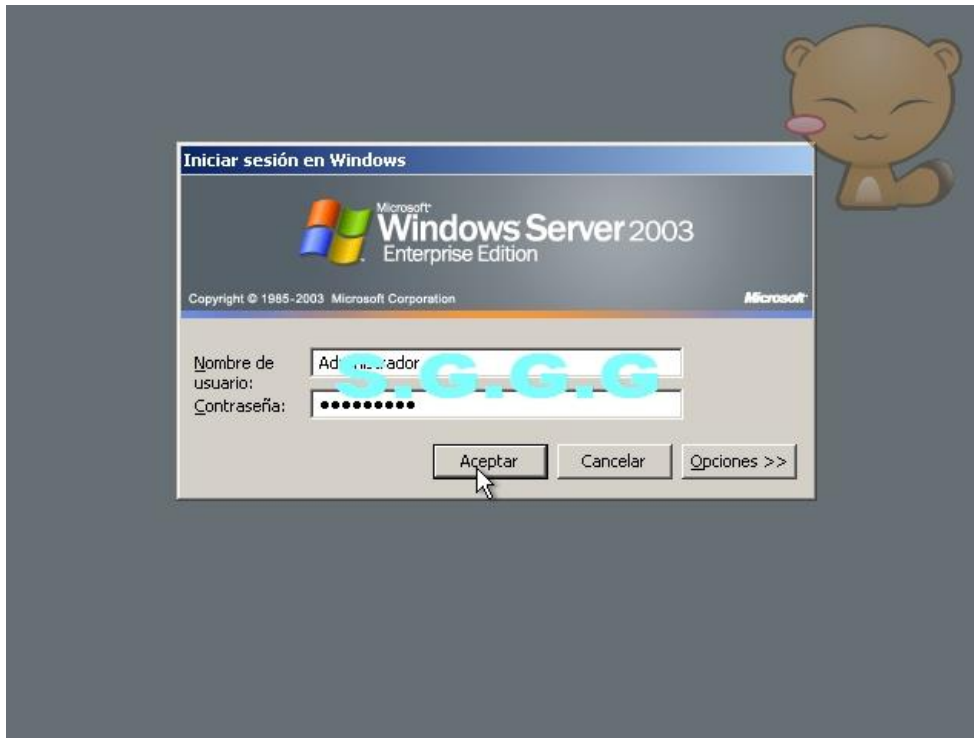 Iniciar sesión en Windows
Microsoft
Windows Server 2003
Enterprise Edition
Copyright © 1985-2003 Microsoft Corporation
Microsoft
Nombre de usuario:
Administrador
S.G.G.G
Contraseña:
●●●●●●●●●
Aceptar
Cancelar
Opciones >>